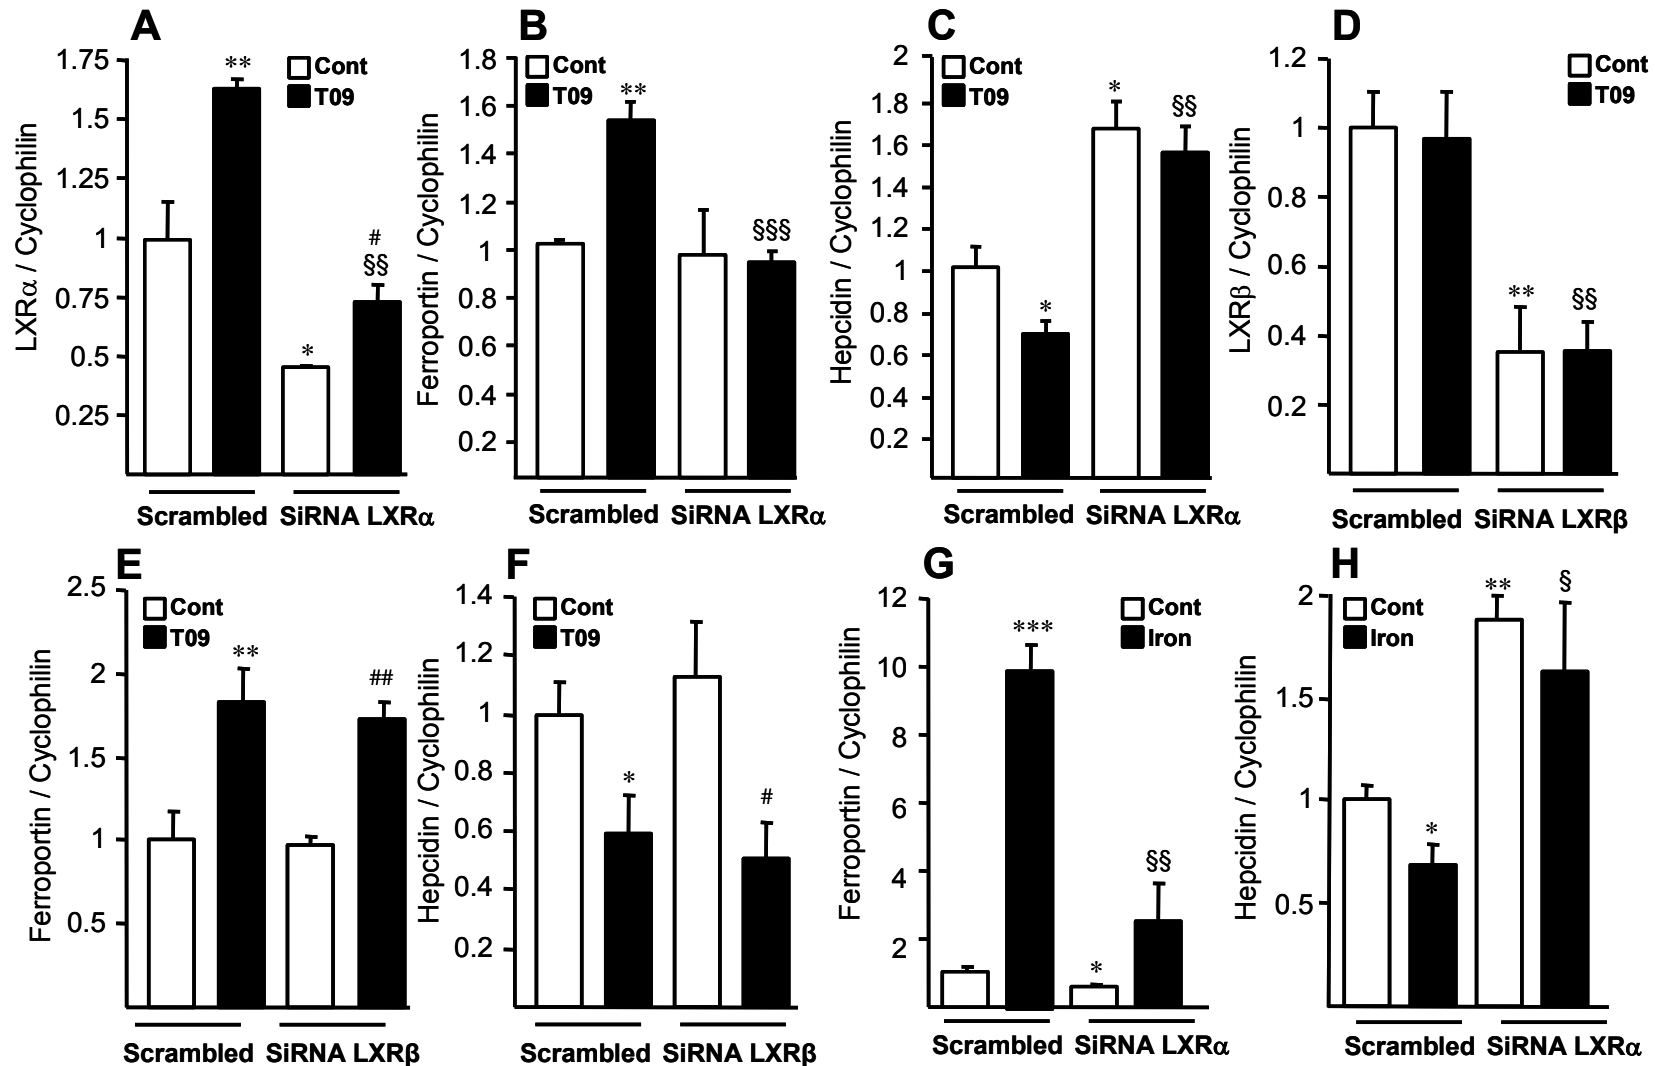 A
LXRα / Cyclophilin
1.75
1.5
1.25
1
0.75
0.5
0.25
Cont
T09
**
*
#
§§
Scrambled SiRNA LXRα
B
Ferroportin / Cyclophilin
1.8
1.6
1.4
1.2
1
0.8
0.6
0.4
0.2
Cont
T09
**
§§§
Scrambled SiRNA LXRα
C
Hepcidin / Cyclophilin
2
1.8
1.6
1.4
1.2
1
0.8
0.6
0.4
0.2
Cont
T09
*
*
§§
Scrambled SiRNA LXRα
D
LXRβ / Cyclophilin
1.2
1
0.8
0.6
0.4
0.2
Cont
T09
**
§§
Scrambled SiRNA LXRβ
E
Ferroportin / Cyclophilin
2.5
2
1.5
1
0.5
Cont
T09
**
##
Scrambled SiRNA LXRβ
F
Hepcidin / Cyclophilin
1.4
1.2
1
0.8
0.6
0.4
0.2
Cont
T09
*
#
Scrambled SiRNA LXRβ
G
Ferroportin / Cyclophilin
12
10
8
6
4
2
Cont
Iron
***
*
§§
Scrambled SiRNA LXRα
H
Hepcidin / Cyclophilin
2
1.5
1
0.5
Cont
Iron
*
**
§
Scrambled SiRNA LXRα